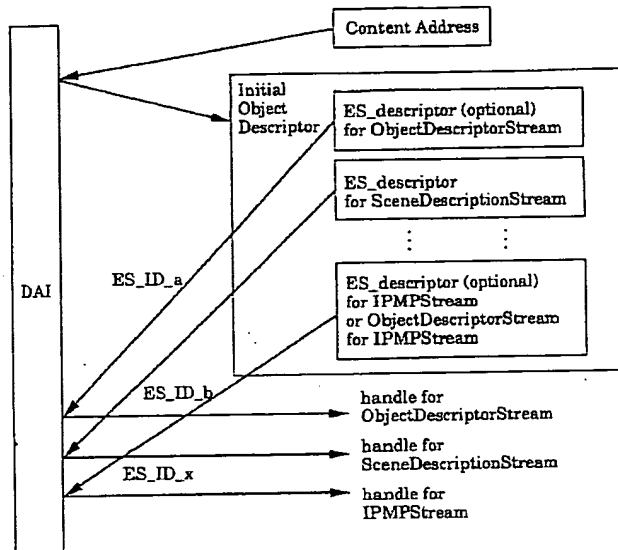 Content Address
Initial
Object
Descriptor
ES_descriptor (optional)
for ObjectDescriptorStream
ES_descriptor
for SceneDescriptionStream
ES_descriptor (optional)
for IPMPStream
or ObjectDescriptorStream
for IPMPStream
DAI
ES_ID_a
ES_ID_b
ES_ID_x
handle for
ObjectDescriptorStream
handle for
SceneDescriptionStream
handle for
IPMPStream